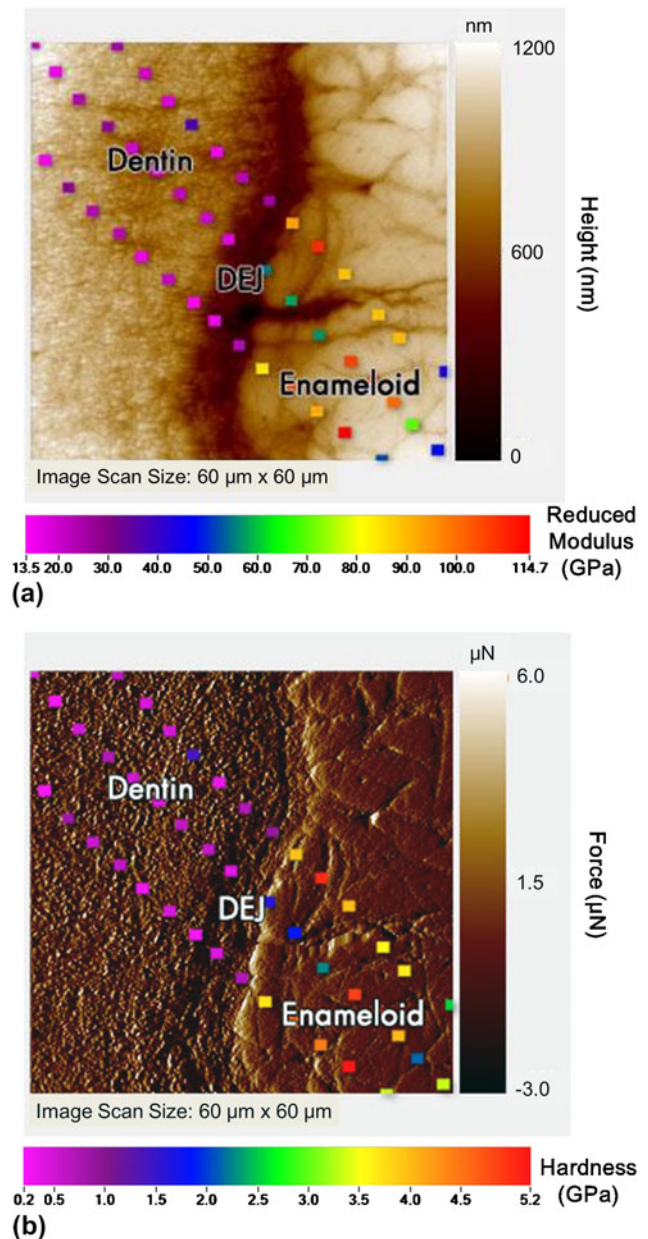 nm
1200
Dentin
600
Height (nm)
DEJ
Enameloid
0
Image Scan Size: 60 µm x 60 µm
Reduced
Modulus
(GPa)
13.5 20.0 30.0 40.0 50.0 60.0 70.0 80.0 90.0 100.0 114.7
(a)
µN
6.0
Dentin
1.5
Force (µN)
DEJ
Enameloid
-3.0
Image Scan Size: 60 µm x 60 µm
Hardness
(GPa)
0.2 0.5 1.0 1.5 2.0 2.5 3.0 3.5 4.0 4.5 5.2
(b)